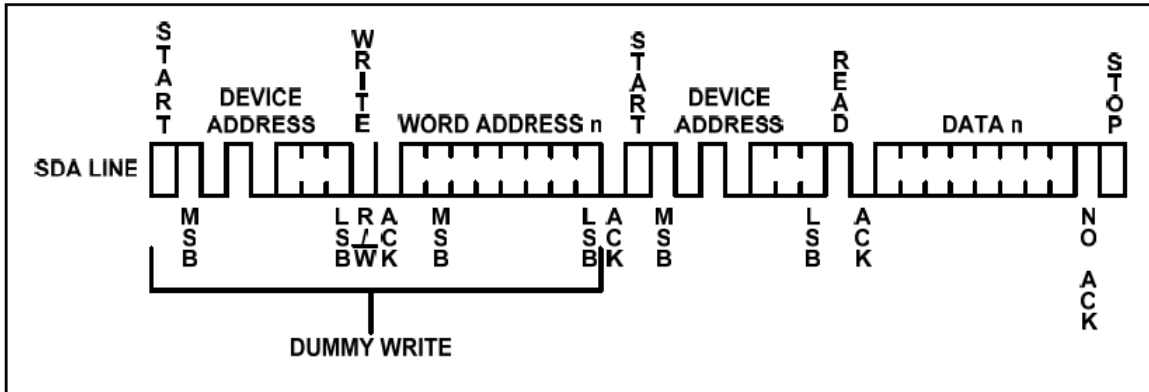 START
DEVICE
ADDRESS
WRITE
WORD ADDRESS n
START
DEVICE
ADDRESS
READ
DATA n
STOP
SDA LINE
MSB
LSB
R/W
ACK
MSB
LSB
ACK
MSB
LSB
ACK
NO ACK
DUMMY WRITE